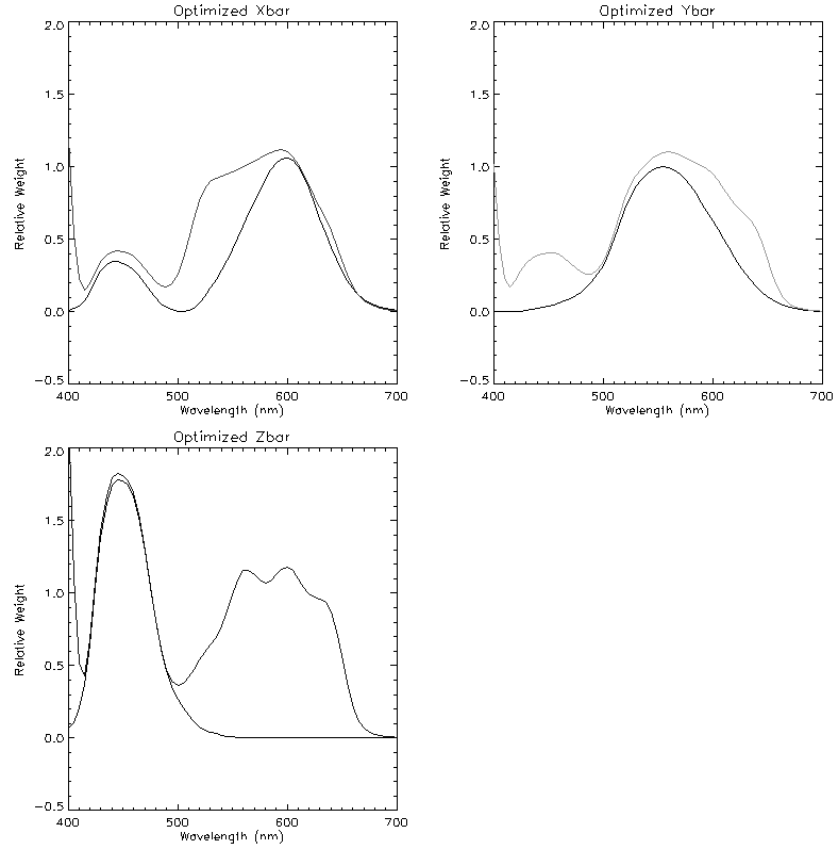 Optimized Xbar
2.0
1.5
1.0
0.5
0.0
−0.5
Relative Weight
400 500 600 700
Wavelength (nm)
Optimized Ybar
2.0
1.5
1.0
0.5
0.0
−0.5
Relative Weight
400 500 600 700
Wavelength (nm)
Optimized Zbar
2.0
1.5
1.0
0.5
0.0
−0.5
Relative Weight
400 500 600 700
Wavelength (nm)